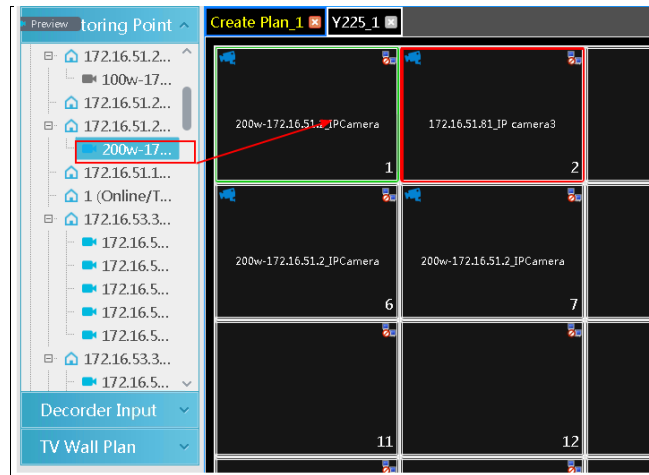 Preview
toring Point
172.16.51.2...
100w-17...
172.16.51.2...
172.16.51.2...
200w-17...
172.16.51.1...
1 (Online/T...
172.16.53.3...
172.16.5...
172.16.5...
172.16.5...
172.16.5...
172.16.5...
172.16.53.3...
172.16.5...
Decorder Input
TV Wall Plan
Create Plan_1 Y225_1
200w-172.16.51.2_IPCamera
1
172.16.51.81_IP camera3
2
200w-172.16.51.2_IPCamera
6
200w-172.16.51.2_IPCamera
7
11
12